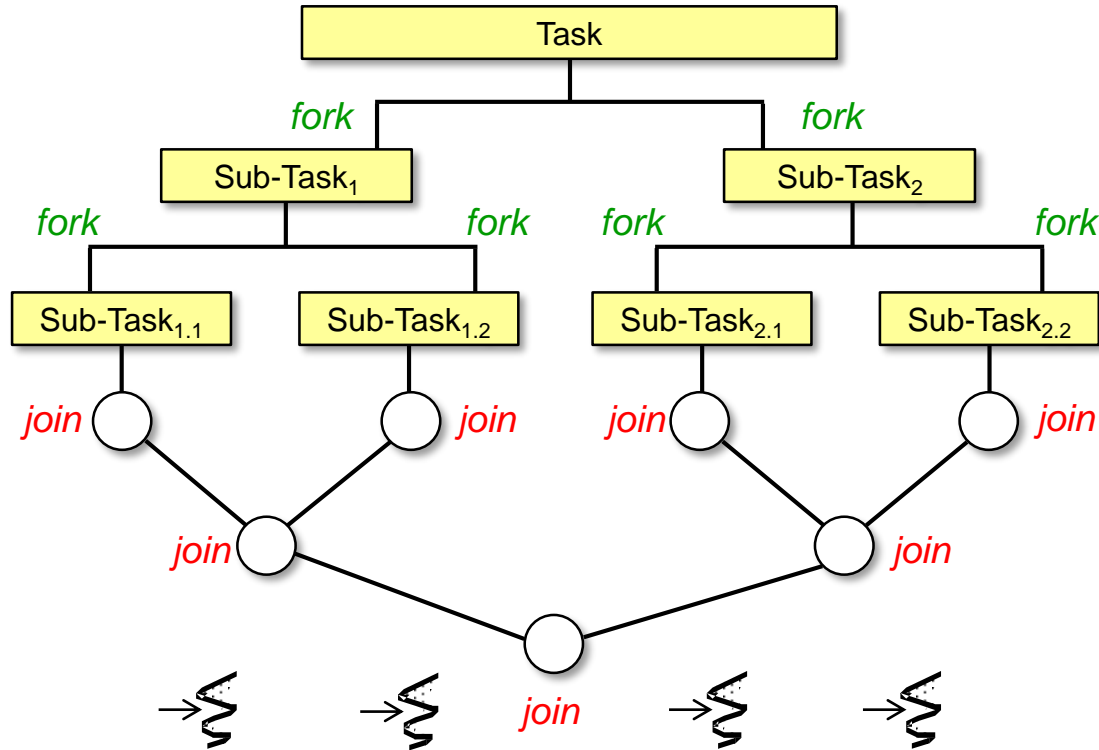 Task
fork fork
Sub-Task₁ Sub-Task₂
fork fork fork fork
Sub-Task₁.₁ Sub-Task₁.₂ Sub-Task₂.₁ Sub-Task₂.₂
join join join join
join join
join